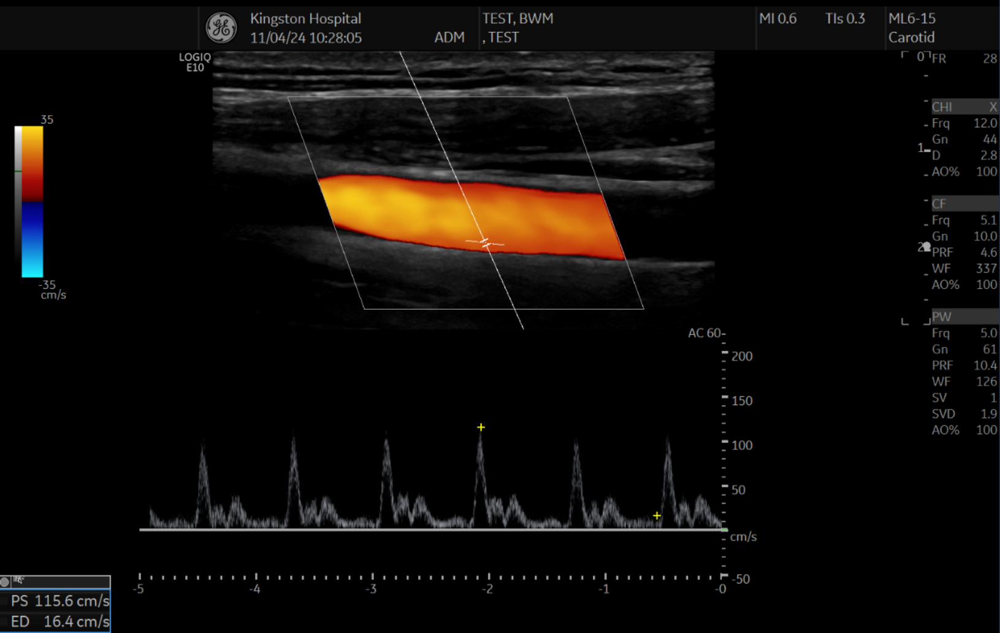 Kingston Hospital
11/04/24 10:28:05 ADM
TEST, BWM
, TEST
MI 0.6 TIs 0.3
ML6-15
Carotid
LOGIQ
E10
35
-35
cm/s
0
1
2
FR 28
CHI X
Frq 12.0
Gn 44
D 2.8
AO% 100
CF
Frq 5.1
Gn 10.0
PRF 4.6
WF 337
AO% 100
PW
Frq 5.0
Gn 61
PRF 10.4
WF 126
SV 1
SVD 1.9
AO% 100
AC 60
200
150
100
50
cm/s
-50
-5 -4 -3 -2 -1 -0
PS 115.6 cm/s
ED 16.4 cm/s